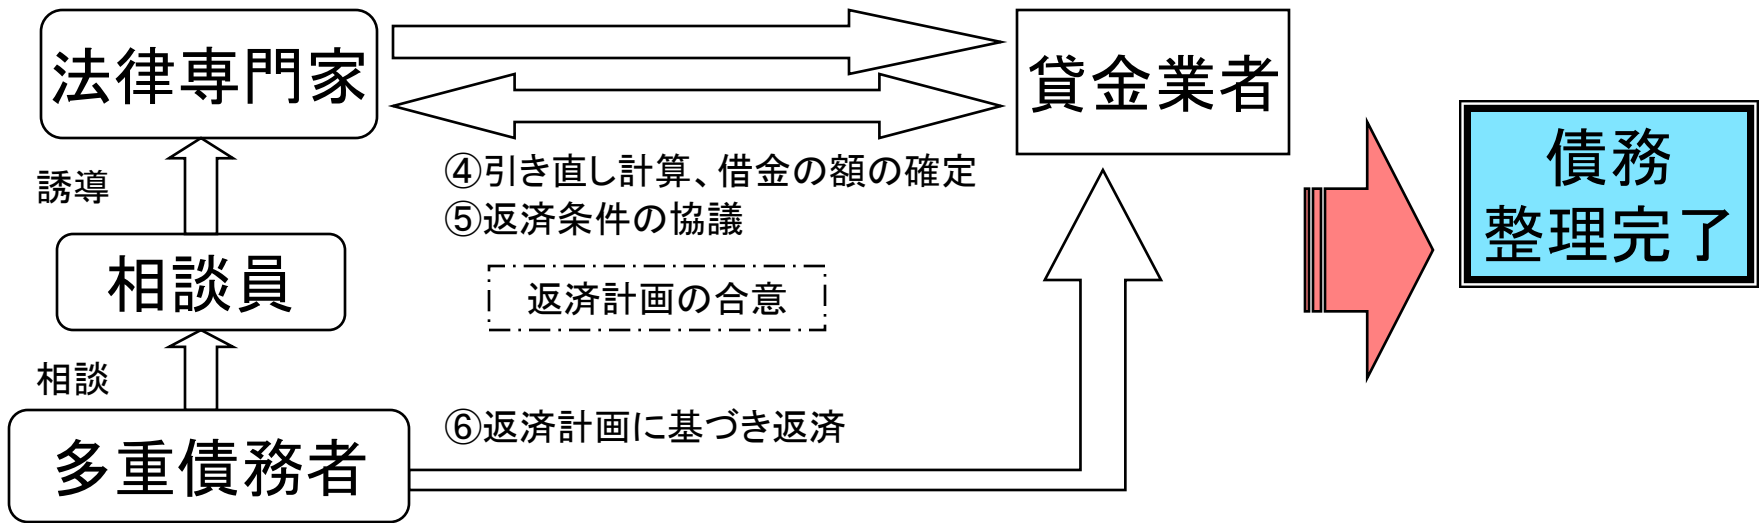 法律専門家
貸金業者
誘導
④引き直し計算、借金の額の確定
⑤返済条件の協議
債務
整理完了
相談員
返済計画の合意
相談
⑥返済計画に基づき返済
多重債務者